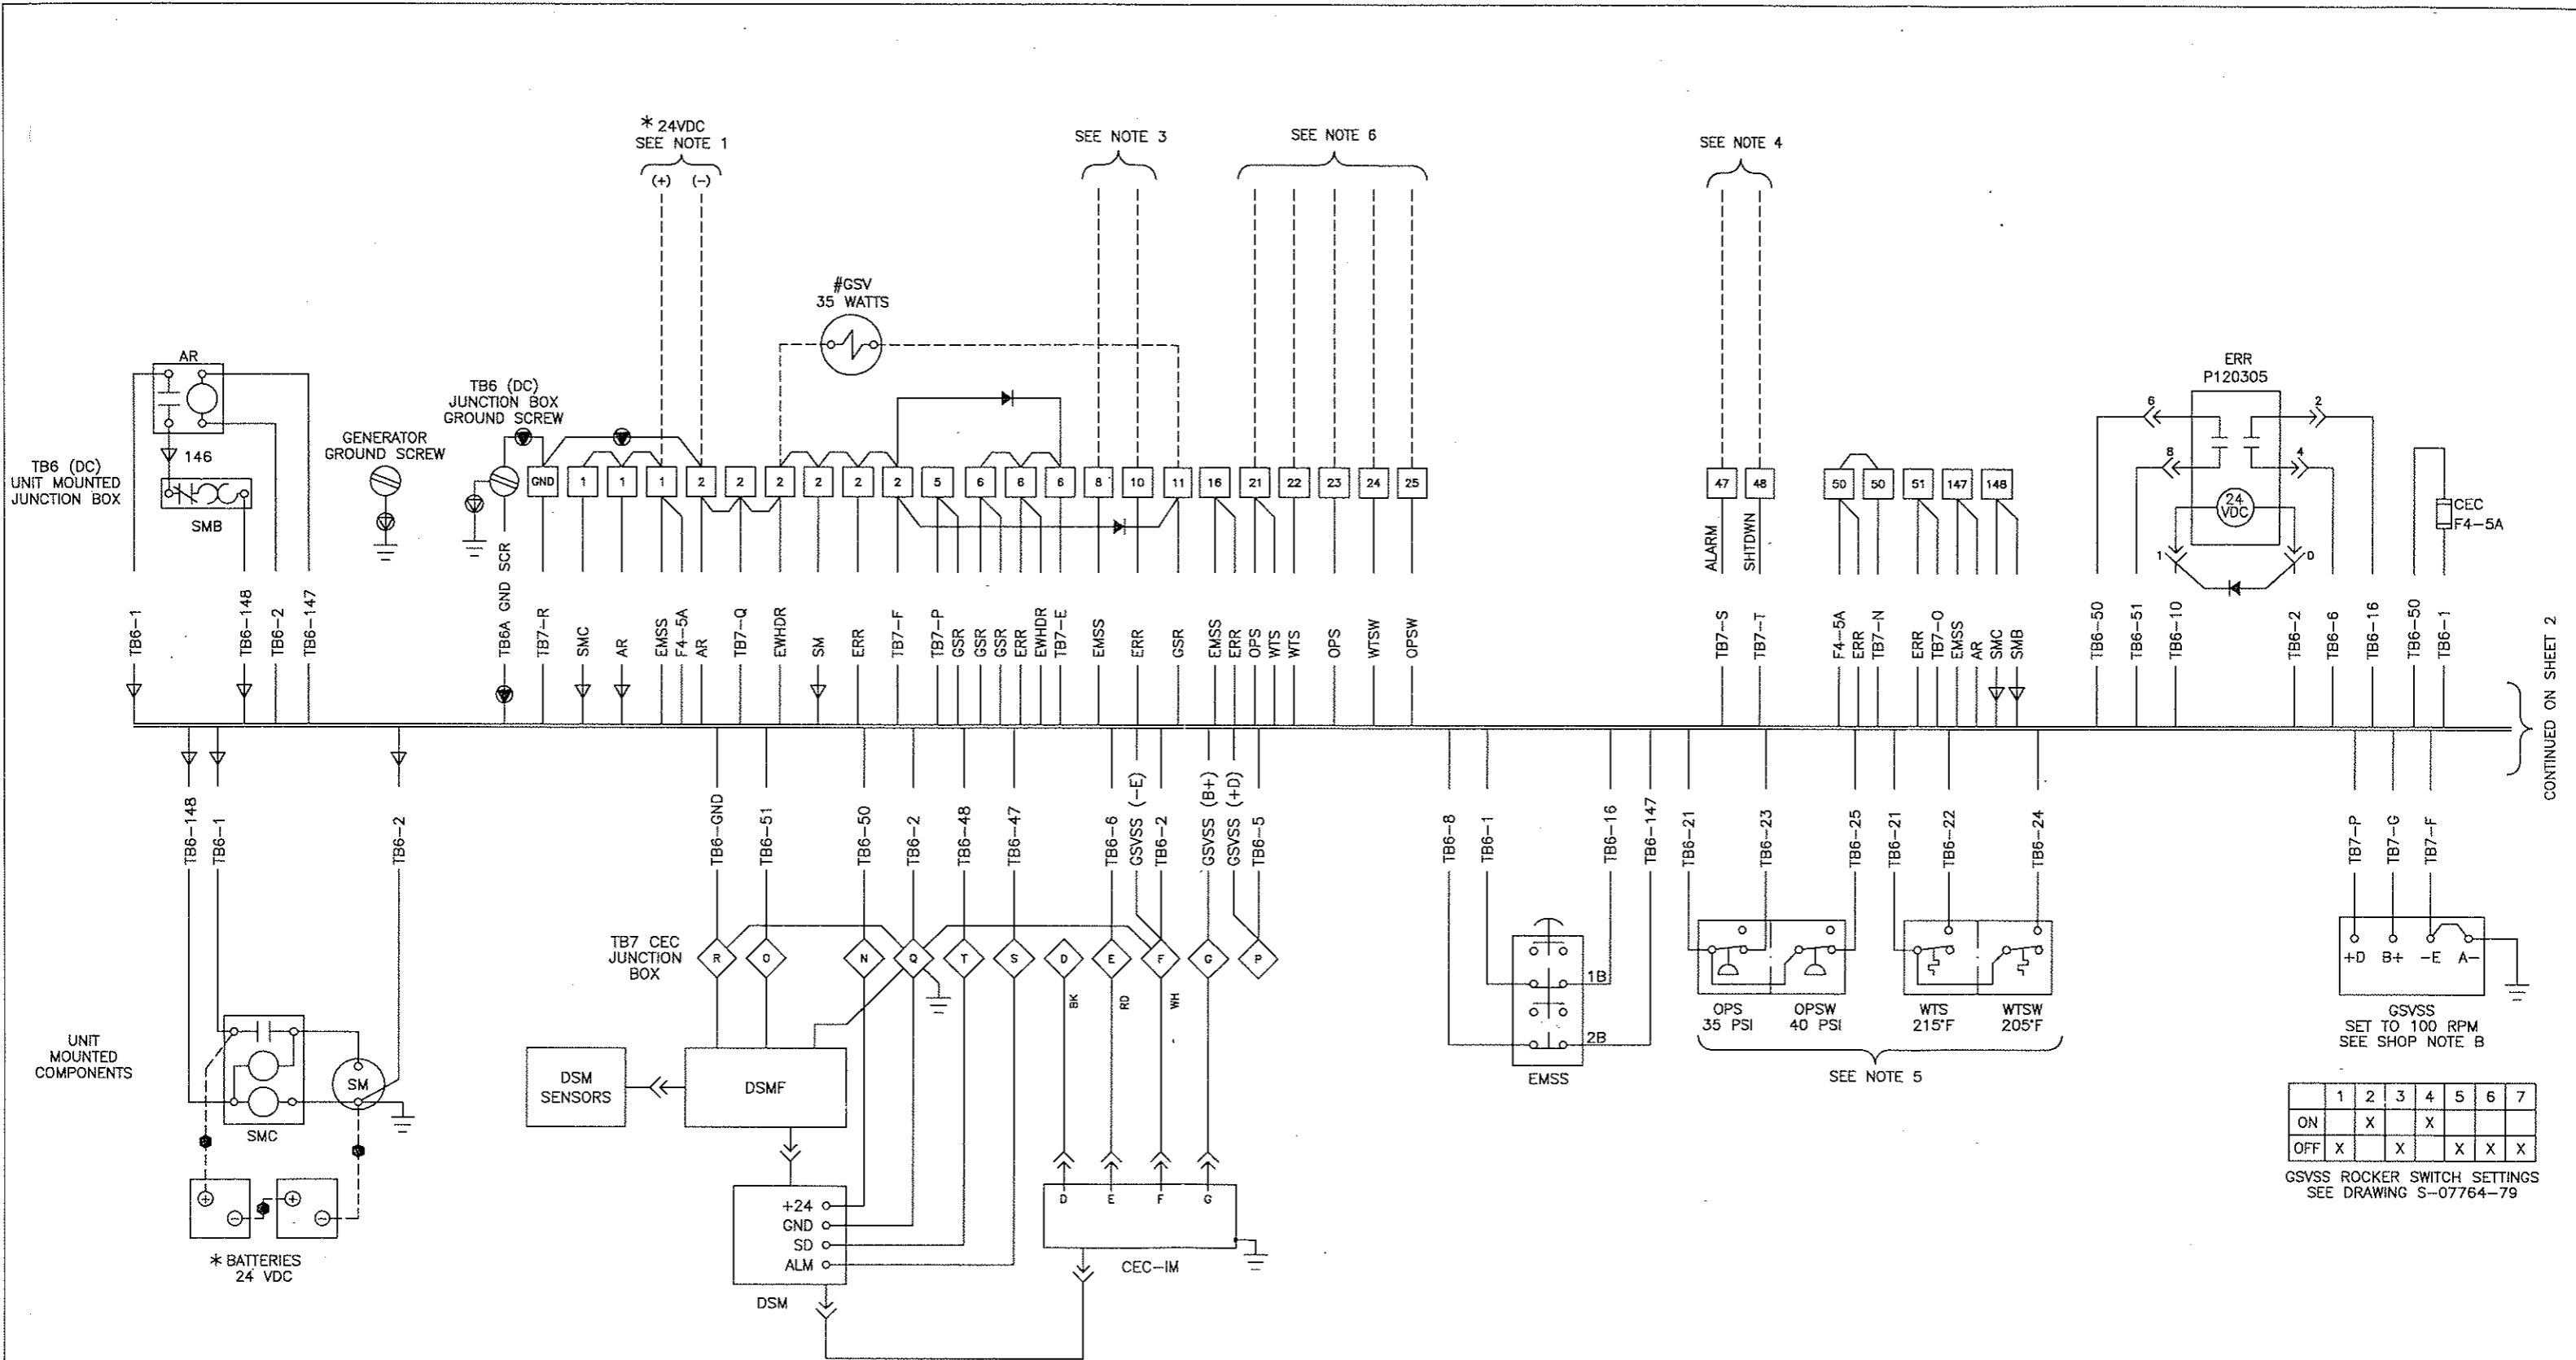 * 24VDC
SEE NOTE 1
(+) (-)
SEE NOTE 3
SEE NOTE 6
SEE NOTE 4
#GSV
35 WATTS
AR
146
SMB
TB6 (DC)
UNIT MOUNTED
JUNCTION BOX
GENERATOR
GROUND SCREW
TB6 (DC)
JUNCTION BOX
GROUND SCREW
ERR
P120305
6
2
8
4
24
VDC
1
D
CEC
F4-5A
GND 1 1 1 2 2 2 2 2 2 5 6 6 6 8 10 11 16 21 22 23 24 25 47 48 50 50 51 147 148
TB6-1
TB6-148
TB6-2
TB6-147
TB6A GND SCR
TB7-R
SMC
AR
EMSS
F4-5A
AR
TB7-Q
EWHDR
SM
ERR
TB7-F
TB7-P
GSR
GSR
GSR
ERR
EWHDR
TB7-E
EMSS
ERR
GSR
EMSS
ERR
OPS
WTS
WTS
OPS
WTSW
OPSW
ALARM
TB7-S
SHTDWN
TB7-T
F4-5A
ERR
TB7-N
ERR
TB7-O
EMSS
AR
SMC
SMB
TB6-50
TB6-51
TB6-10
TB6-2
TB6-6
TB6-16
TB6-50
TB6-1
CONTINUED ON SHEET 2
TB6-148
TB6-1
TB6-2
TB6-GND
TB6-51
TB6-50
TB6-2
TB6-48
TB6-47
TB6-6
GSVSS (-E)
TB6-2
GSVSS (B+)
GSVSS (+D)
TB6-5
TB6-8
TB6-1
TB6-16
TB6-147
TB6-21
TB6-23
TB6-25
TB6-21
TB6-22
TB6-24
TB7-P
TB7-G
TB7-F
TB7 CEC
JUNCTION
BOX
R O N Q T S D E F G P
BK
RD
WH
1B
2B
EMSS
OPS
35 PSI
OPSW
40 PSI
WTS
215°F
WTSW
205°F
SEE NOTE 5
+D B+ -E A-
GSVSS
SET TO 100 RPM
SEE SHOP NOTE B
UNIT
MOUNTED
COMPONENTS
SM
SMC
DSM
SENSORS
DSMF
+24
GND
SD
ALM
DSM
D E F G
CEC-IM
* BATTERIES
24 VDC
1 2 3 4 5 6 7
ON X X
OFF X X X X X
GSVSS ROCKER SWITCH SETTINGS
SEE DRAWING S-07764-79